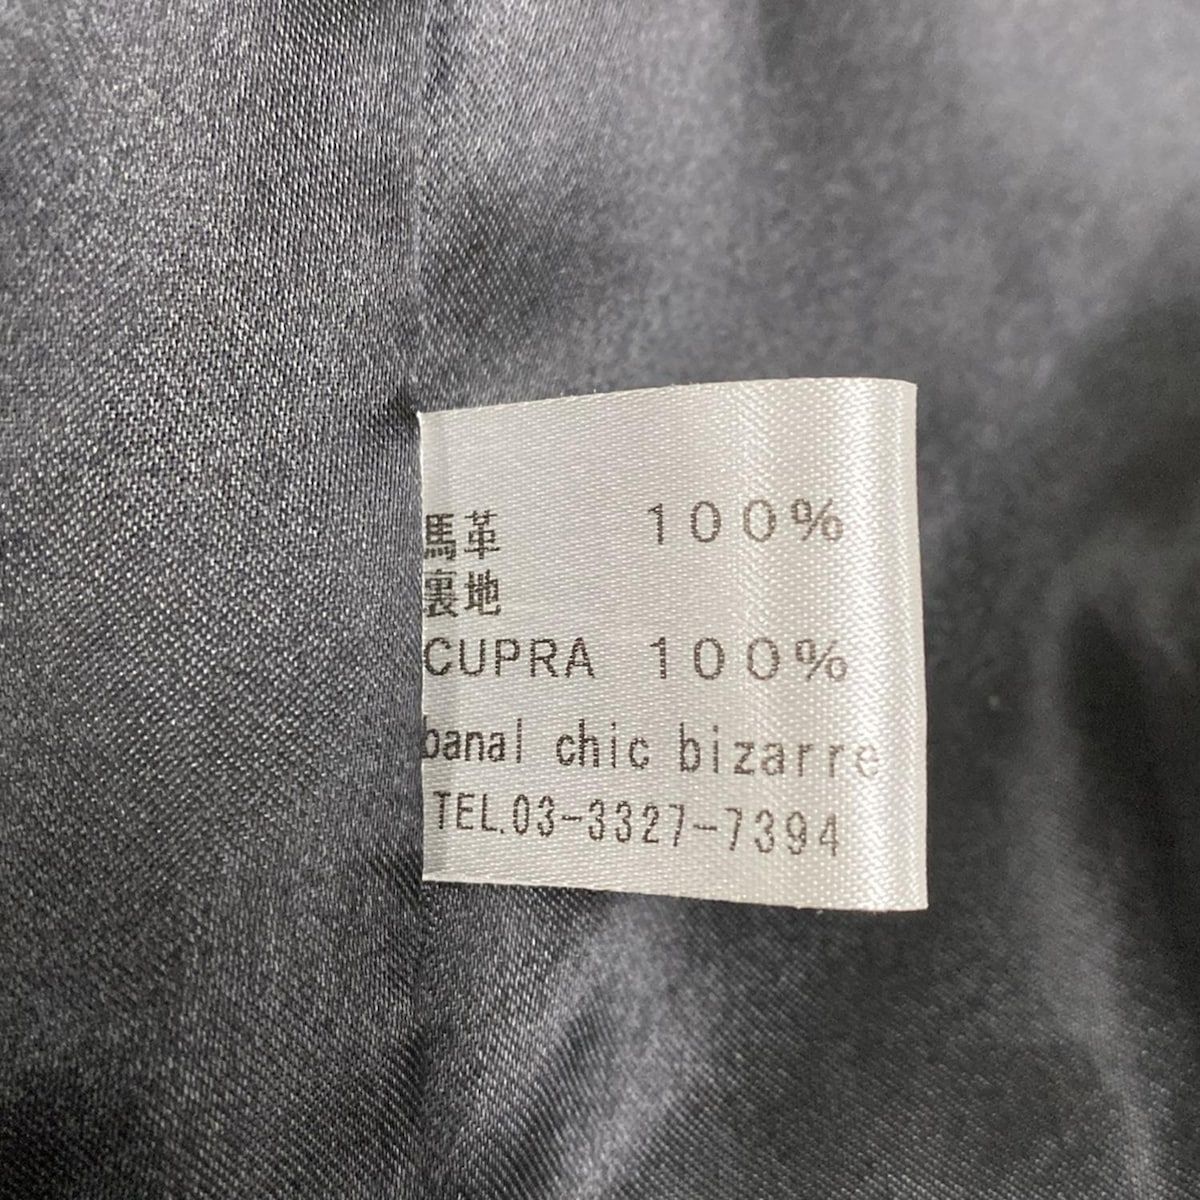 馬革 100%
裏地
CUPRA 100%
banal chic bizarre
TEL.03-3327-7394